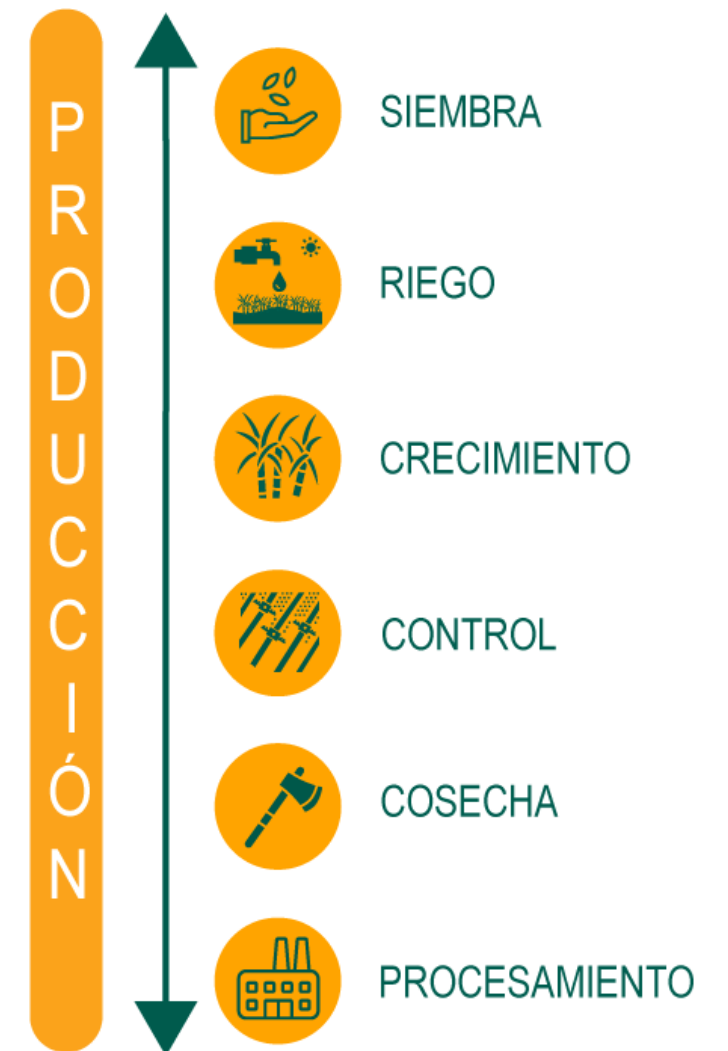 PRODUCCIÓN
SIEMBRA
RIEGO
CRECIMIENTO
CONTROL
COSECHA
PROCESAMIENTO